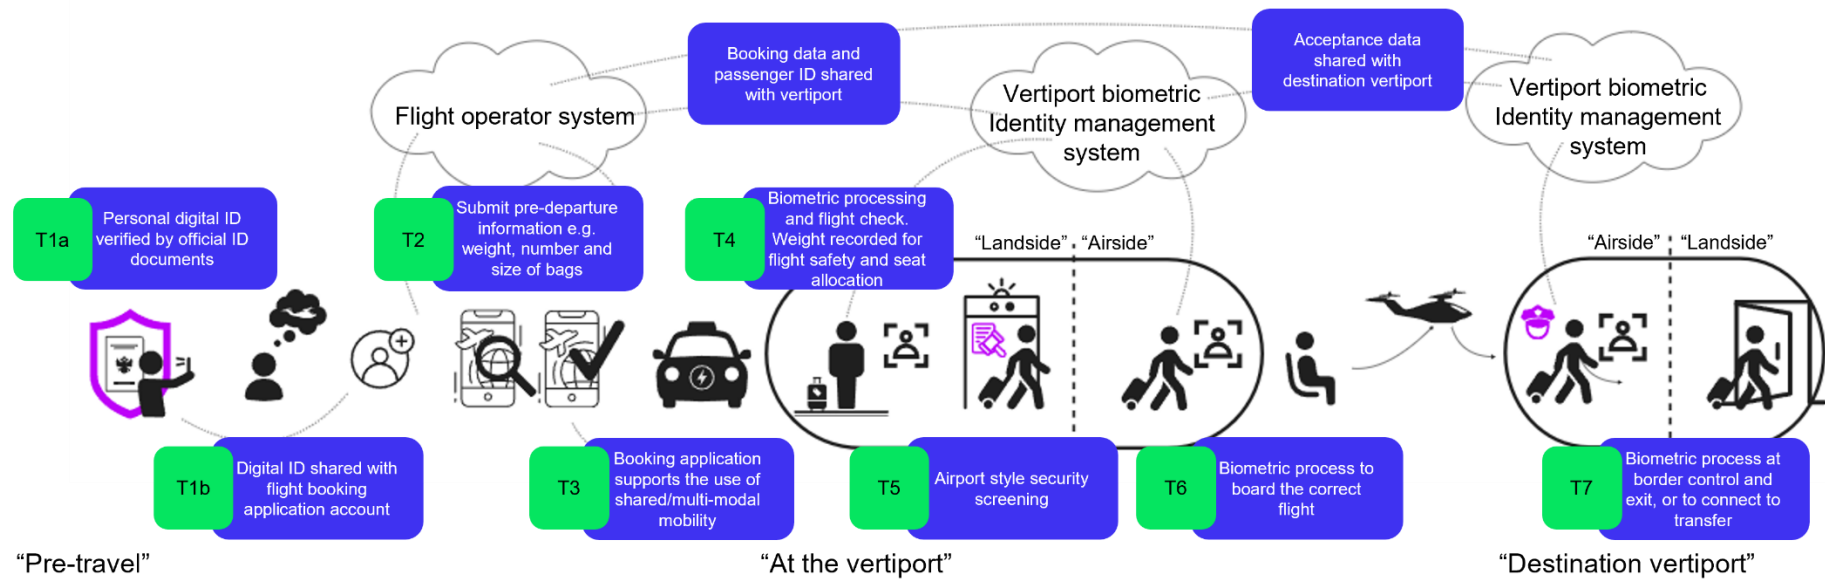 Booking data and
passenger ID shared
with vertiport
Acceptance data
shared with
destination vertiport
Flight operator system
Vertiport biometric
Identity management
system
Vertiport biometric
Identity management
system
T1a
Personal digital ID
verified by official ID
documents
T2
Submit pre-departure
information e.g.
weight, number and
size of bags
T4
Biometric processing
and flight check.
Weight recorded for
flight safety and seat
allocation
“Landside”
“Airside”
“Airside”
“Landside”
T1b
Digital ID shared with
flight booking
application account
T3
Booking application
supports the use of
shared/multi-modal
mobility
T5
Airport style security
screening
T6
Biometric process to
board the correct
flight
T7
Biometric process at
border control and
exit, or to connect to
transfer
“Pre-travel”
“At the vertiport”
“Destination vertiport”